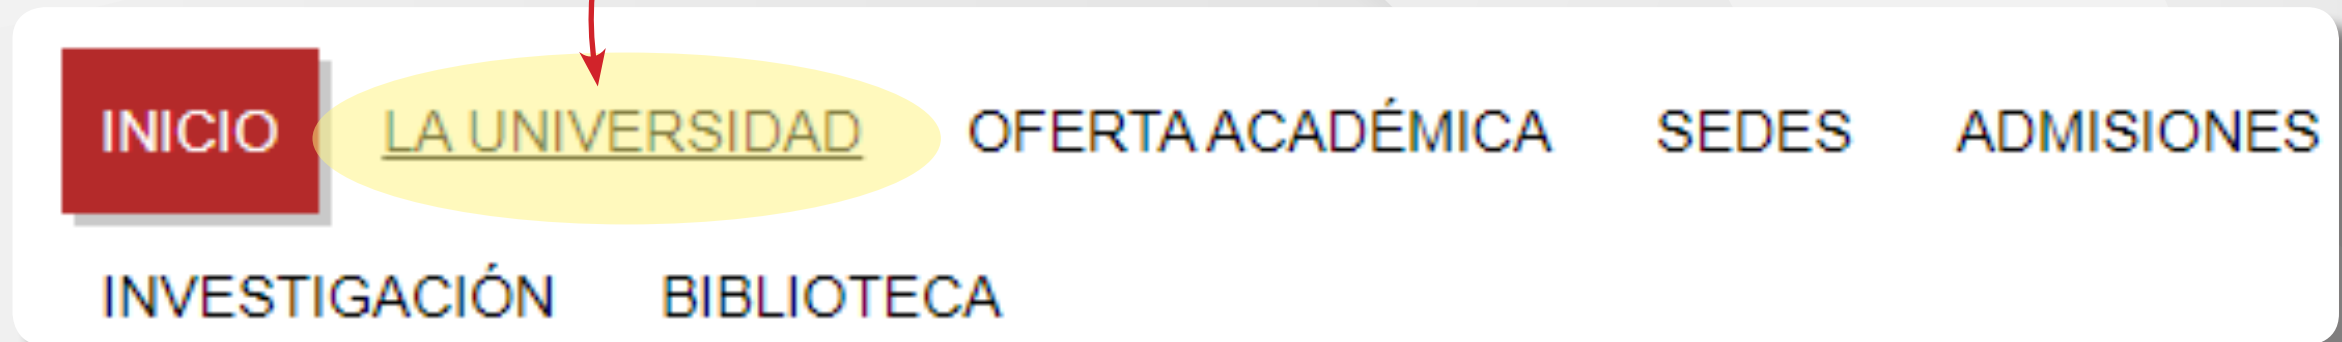 INICIO LA UNIVERSIDAD OFERTA ACADÉMICA SEDES ADMISIONES
INVESTIGACIÓN BIBLIOTECA